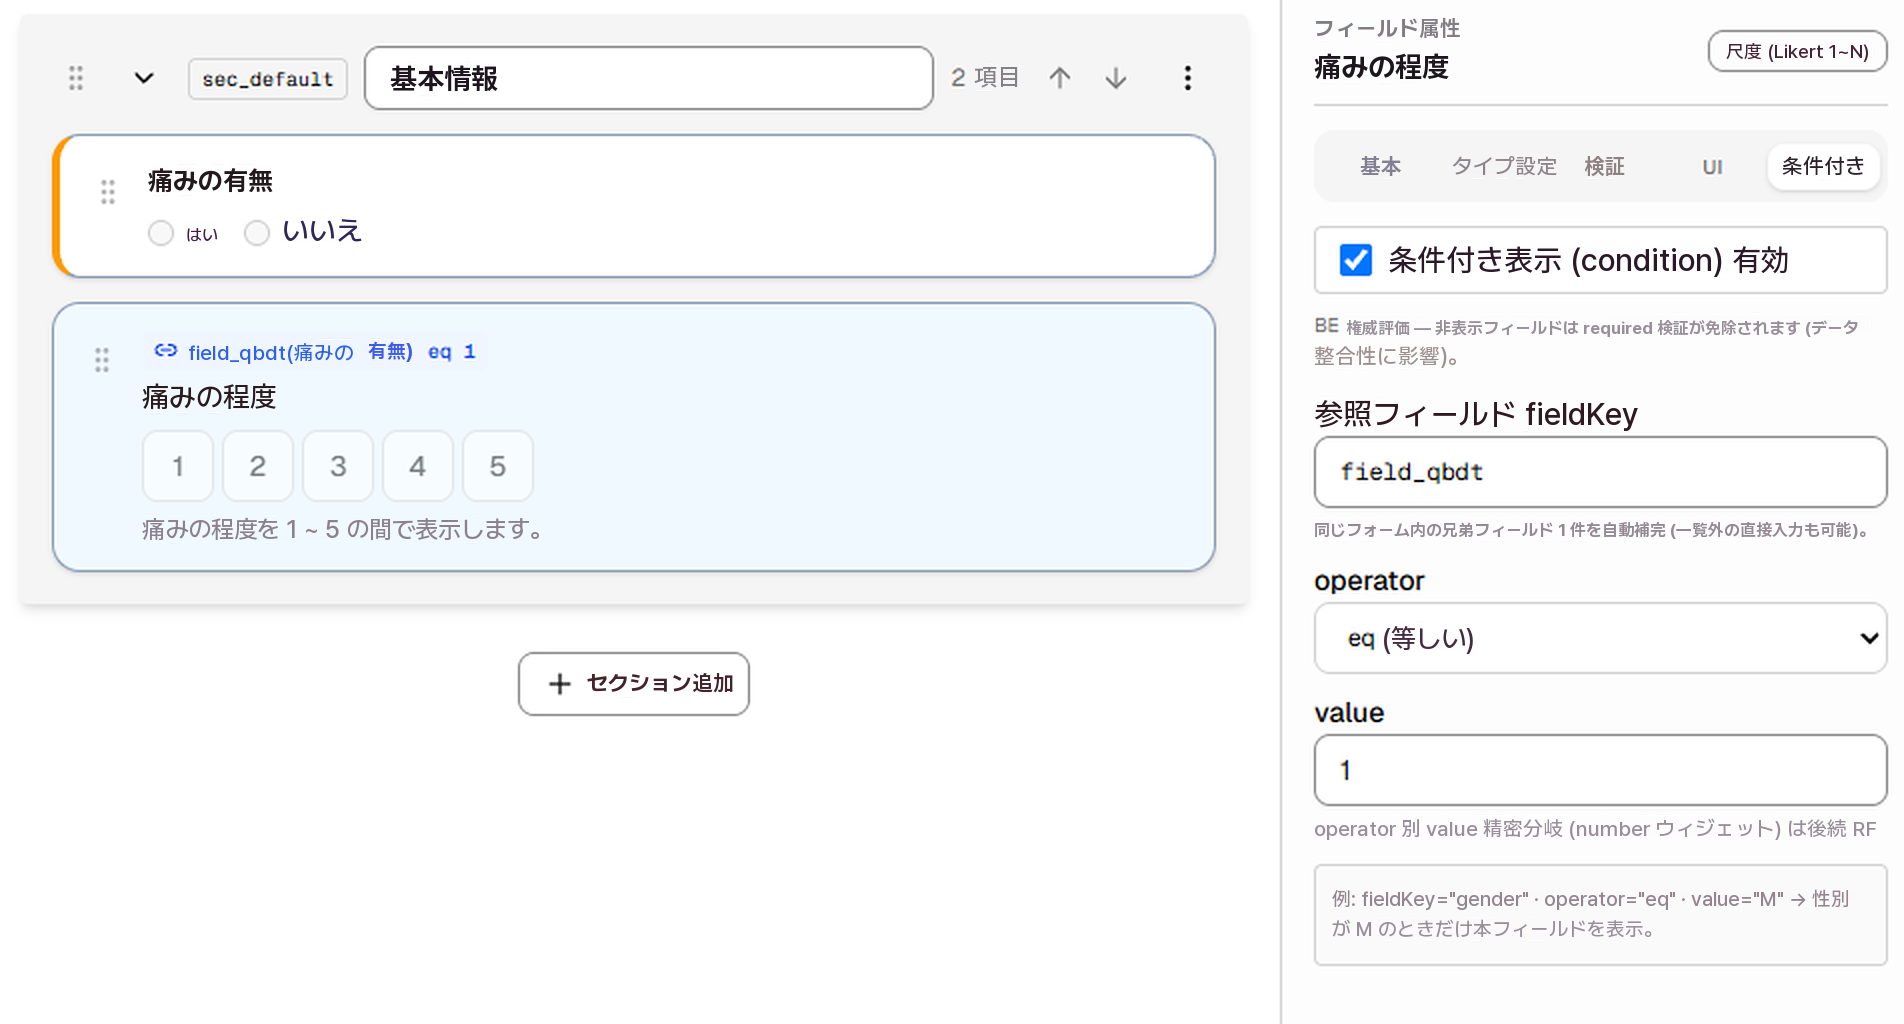 sec_default 基本情報 2 項目
痛みの有無
はい いいえ
field_qbdt(痛みの 有無) eq 1
痛みの程度
1 2 3 4 5
痛みの程度を 1 ~ 5 の間で表示します。
セクション追加
フィールド属性
痛みの程度
尺度 (Likert 1~N)
基本 タイプ設定 検証 UI 条件付き
条件付き表示 (condition) 有効
BE 権威評価 — 非表示フィールドは required 検証が免除されます (データ
整合性に影響)。
参照フィールド fieldKey
field_qbdt
同じフォーム内の兄弟フィールド 1 件を自動補完 (一覧外の直接入力も可能)。
operator
eq (等しい)
value
1
operator 別 value 精密分岐 (number ウィジェット) は後続 RF
例: fieldKey="gender" · operator="eq" · value="M" → 性別
が M のときだけ本フィールドを表示。